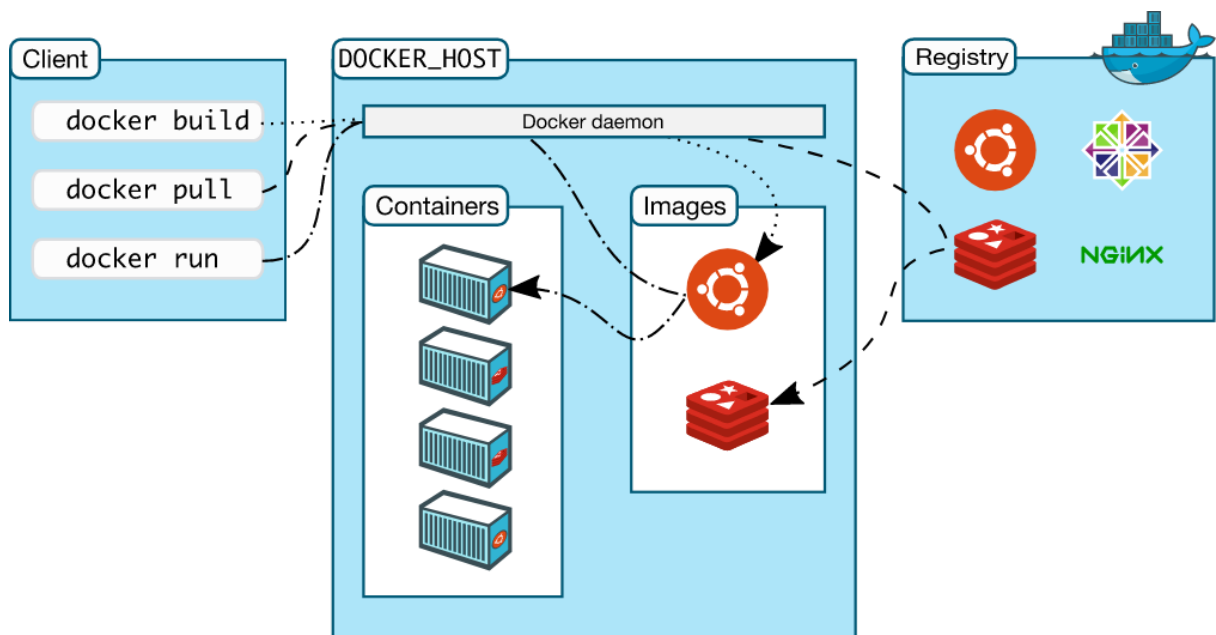 Client
docker build
docker pull
docker run
DOCKER_HOST
Docker daemon
Containers
Images
Registry
NGiNX